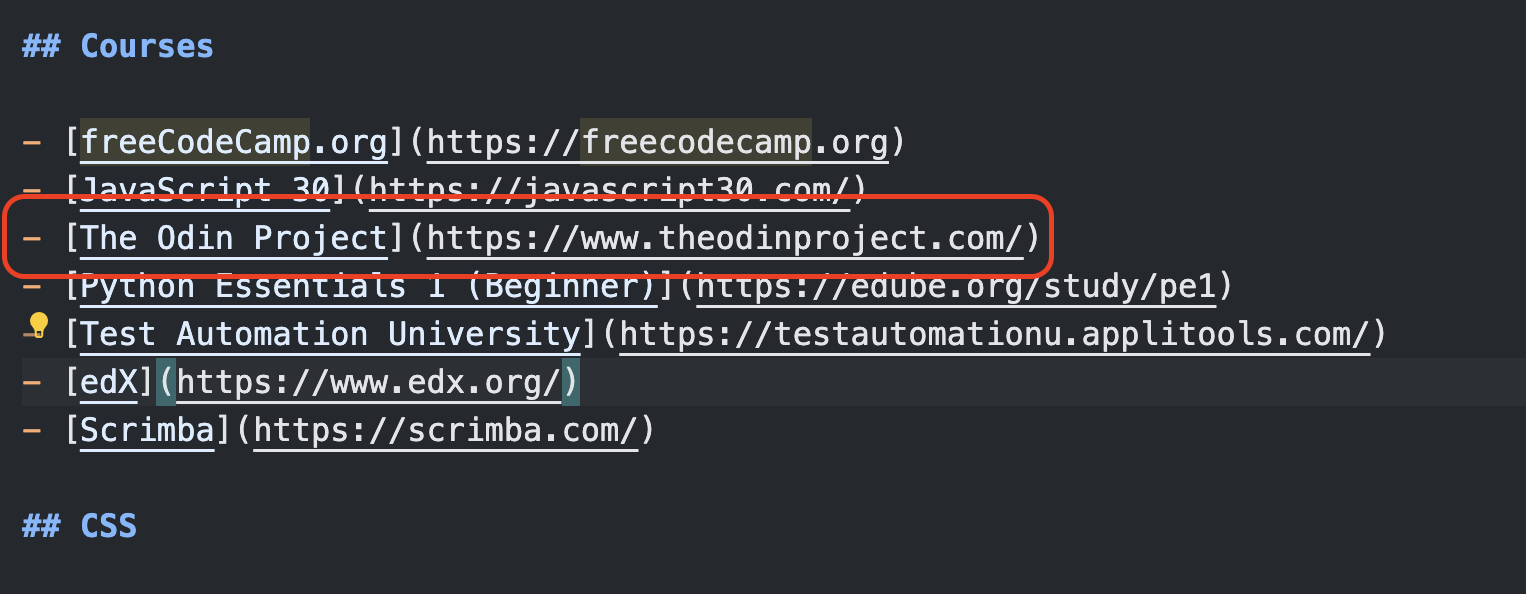 ## Courses
- [freeCodeCamp.org](https://freecodecamp.org)
- [JavaScript 30](https://javascript30.com/)
- [The Odin Project](https://www.theodinproject.com/)
- [Python Essentials 1 (Beginner)](https://edube.org/study/pe1)
- [Test Automation University](https://testautomationu.applitools.com/)
- [edX](https://www.edx.org/)
- [Scrimba](https://scrimba.com/)
## CSS